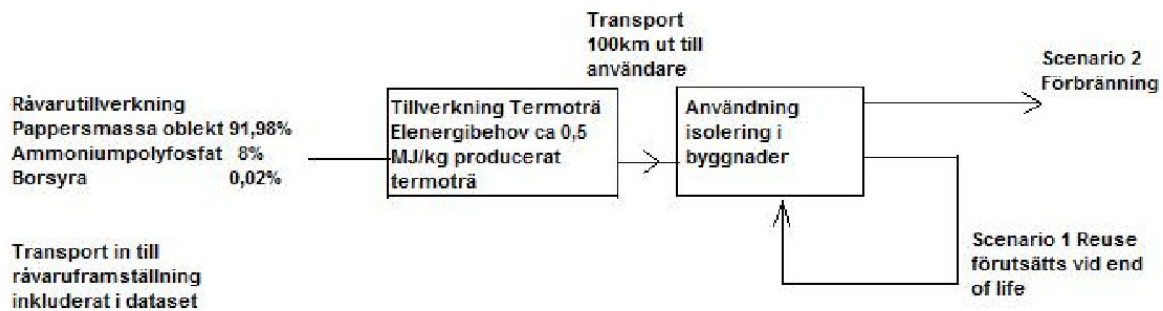 Råvarutillverkning
Pappersmassa oblekt 91,98%
Ammoniumpolyfosfat 8%
Borsyra 0,02%
Transport in till
råvaruframställning
inkluderat i dataset
Tillverkning Termoträ
Elenergibehov ca 0,5
MJ/kg producerat
termoträ
Transport
100km ut till
användare
Användning
isolering i
byggnader
Scenario 2
Förbränning
Scenario 1 Reuse
förutsätts vid end
of life